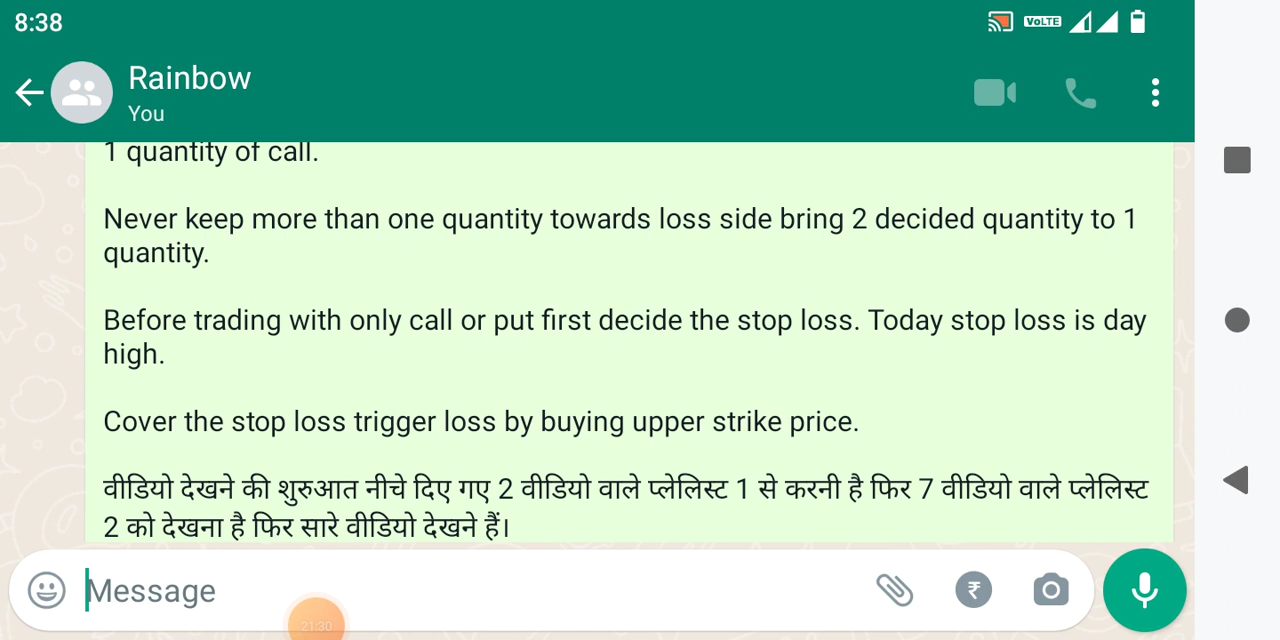 8:38
VoLTE
Rainbow
You
1 quantity of call.
Never keep more than one quantity towards loss side bring 2 decided quantity to 1
quantity.
Before trading with only call or put first decide the stop loss. Today stop loss is day
high.
Cover the stop loss trigger loss by buying upper strike price.
वीडियो देखने की शुरुआत नीचे दिए गए 2 वीडियो वाले प्लेलिस्ट 1 से करनी है फिर 7 वीडियो वाले प्लेलिस्ट
2 को देखना है फिर सारे वीडियो देखने हैं।
Message
₹
21:30